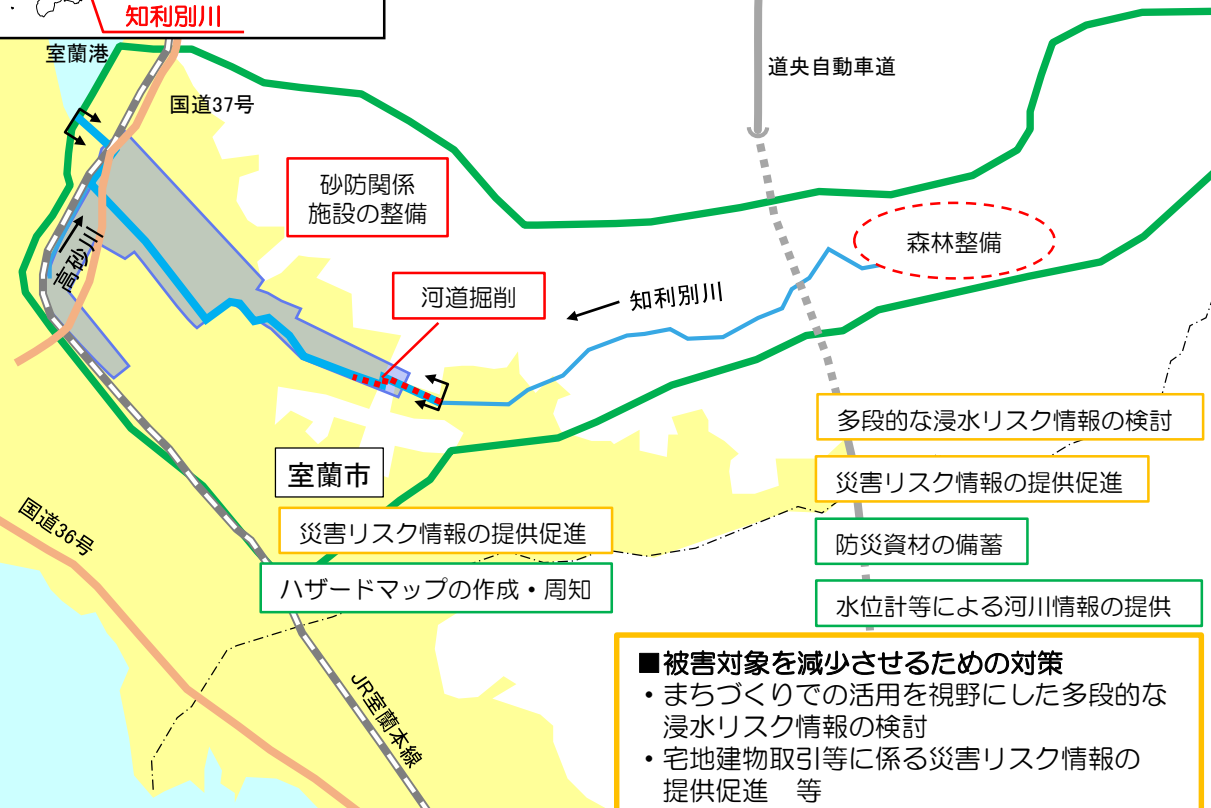 知利別川
室蘭港
国道37号
道央自動車道
砂防関係
施設の整備
森林整備
高砂川
河道掘削
知利別川
多段的な浸水リスク情報の検討
室蘭市
災害リスク情報の提供促進
国道36号
災害リスク情報の提供促進
防災資材の備蓄
ハザードマップの作成・周知
水位計等による河川情報の提供
JR室蘭本線
■被害対象を減少させるための対策
・まちづくりでの活用を視野にした多段的な
浸水リスク情報の検討
・宅地建物取引等に係る災害リスク情報の
提供促進　等